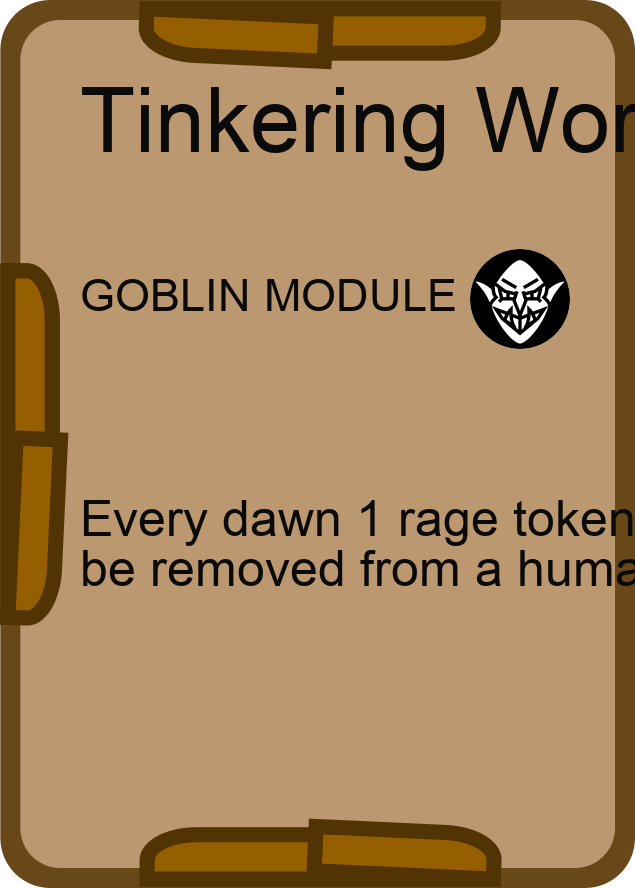 Tinkering Wor
GOBLIN MODULE
Every dawn 1 rage token
be removed from a huma